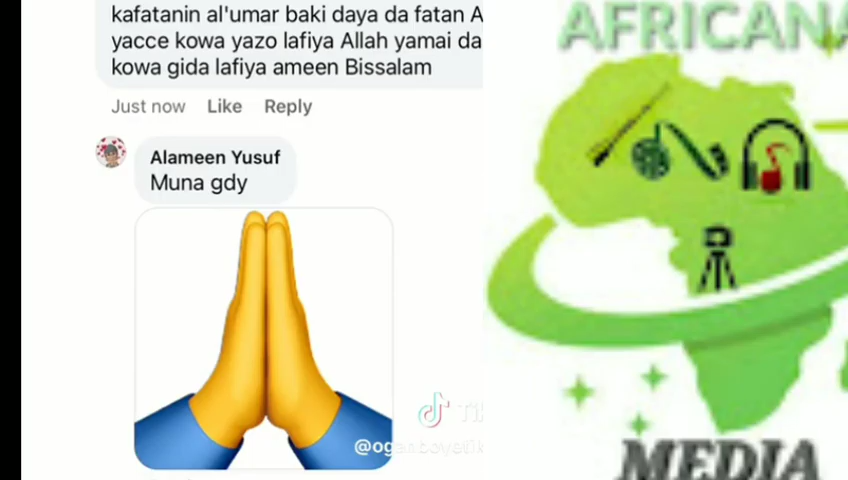 kafatanin al'umar baki daya da fatan A
yacce kowa yazo lafiya Allah yamai da
kowa gida lafiya ameen Bissalam
Just now Like Reply
Alameen Yusuf
Muna gdy
AFRICANA
MEDIA